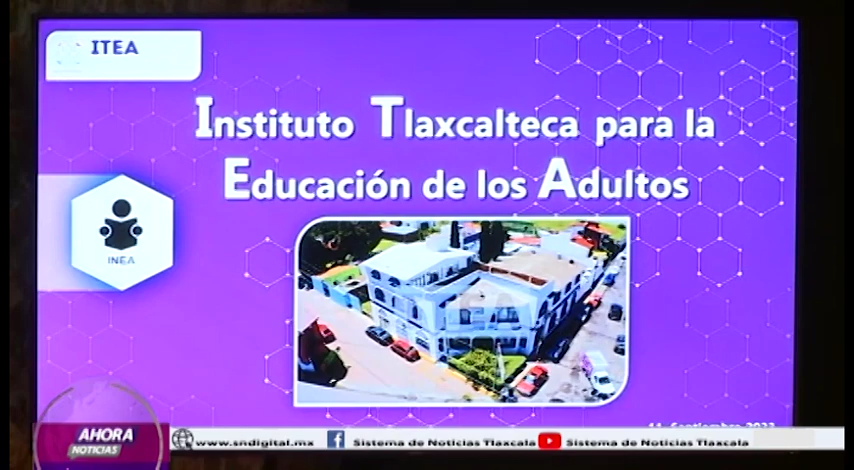 ITEA
Instituto Tlaxcalteca para la
Educación de los Adultos
INEA
AHORA
NOTICIAS
www.sndigital.mx
Sistema de Noticias Tlaxcala
Sistema de Noticias Tlaxcala